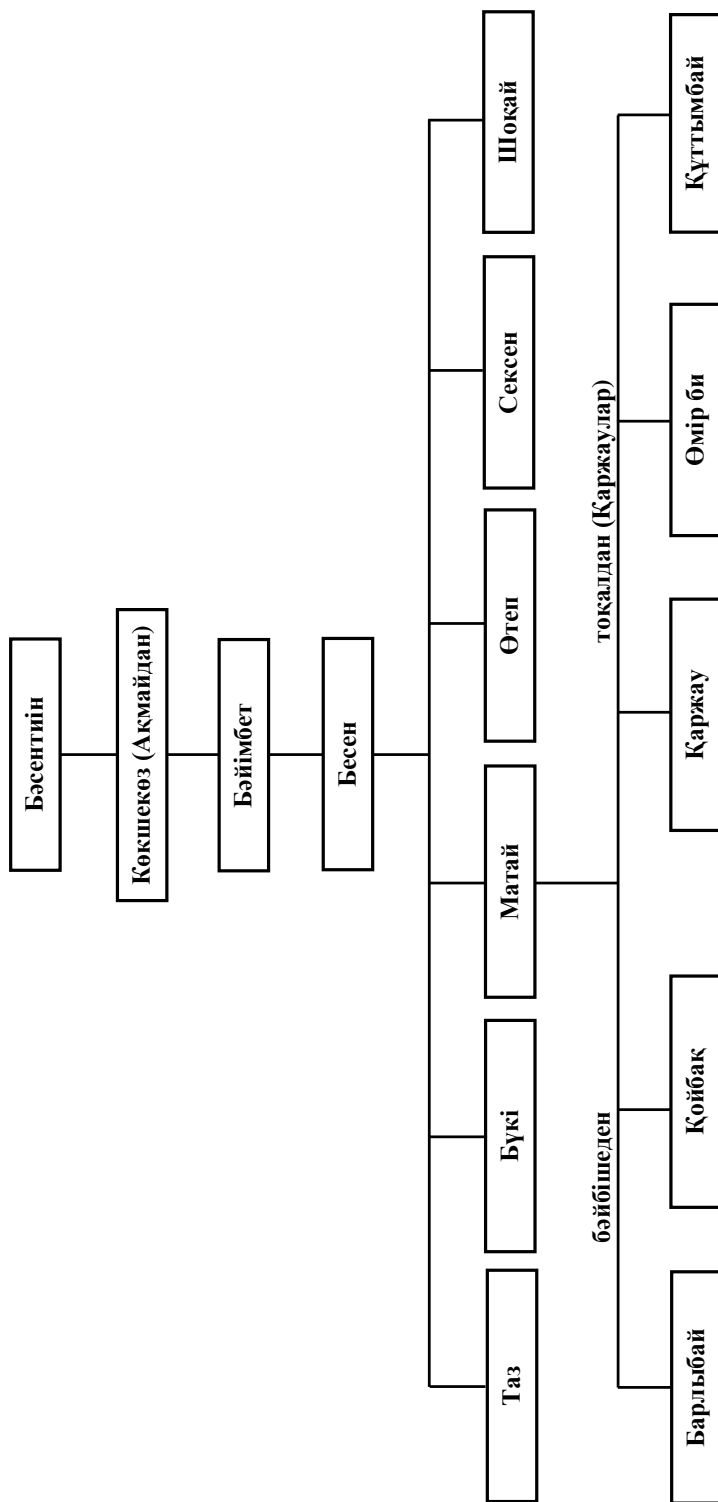 Бәсентиін
Көкшекөз (Ақмайдан)
Бәйімбет
Бесен
Таз
Бүкі
Матай
Өтеп
Сексен
Шоқай
бәйбішеден
тоқалдан (Қаржаулар)
Барлыбай
Қойбақ
Қаржау
Өмір би
Құттымбай